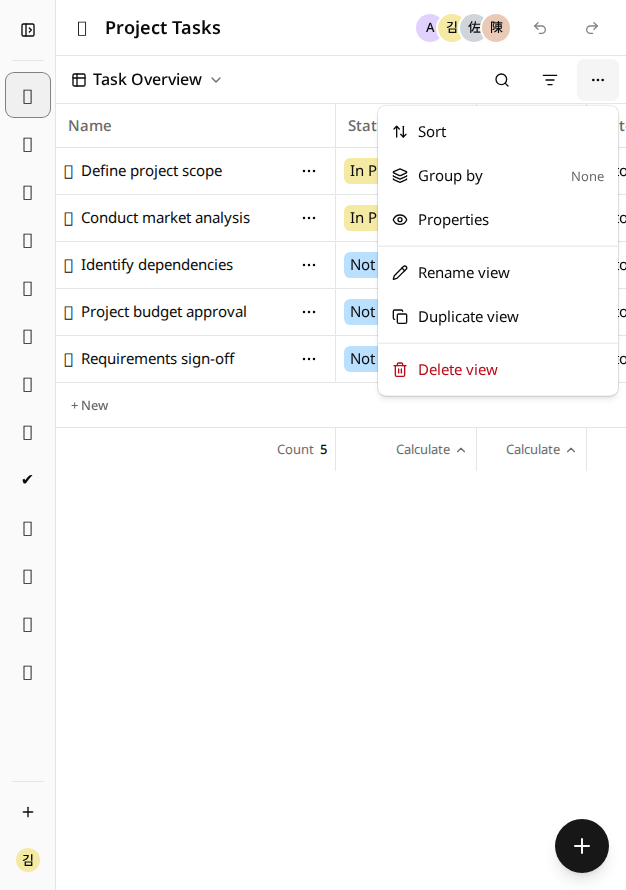 Project Tasks
A 김 佐 陳
Task Overview
Name
Stat
Sort
Define project scope
In P
Group by
None
Conduct market analysis
In P
Properties
Identify dependencies
Not
Rename view
Project budget approval
Not
Duplicate view
Requirements sign-off
Not
Delete view
+ New
Count 5
Calculate
Calculate
김